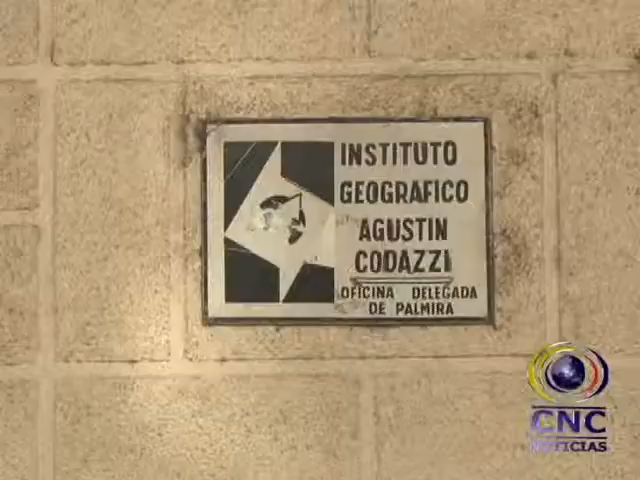 INSTITUTO
GEOGRAFICO
AGUSTIN
CODAZZI
OFICINA DELEGADA
DE PALMIRA
CNC
NOTICIAS